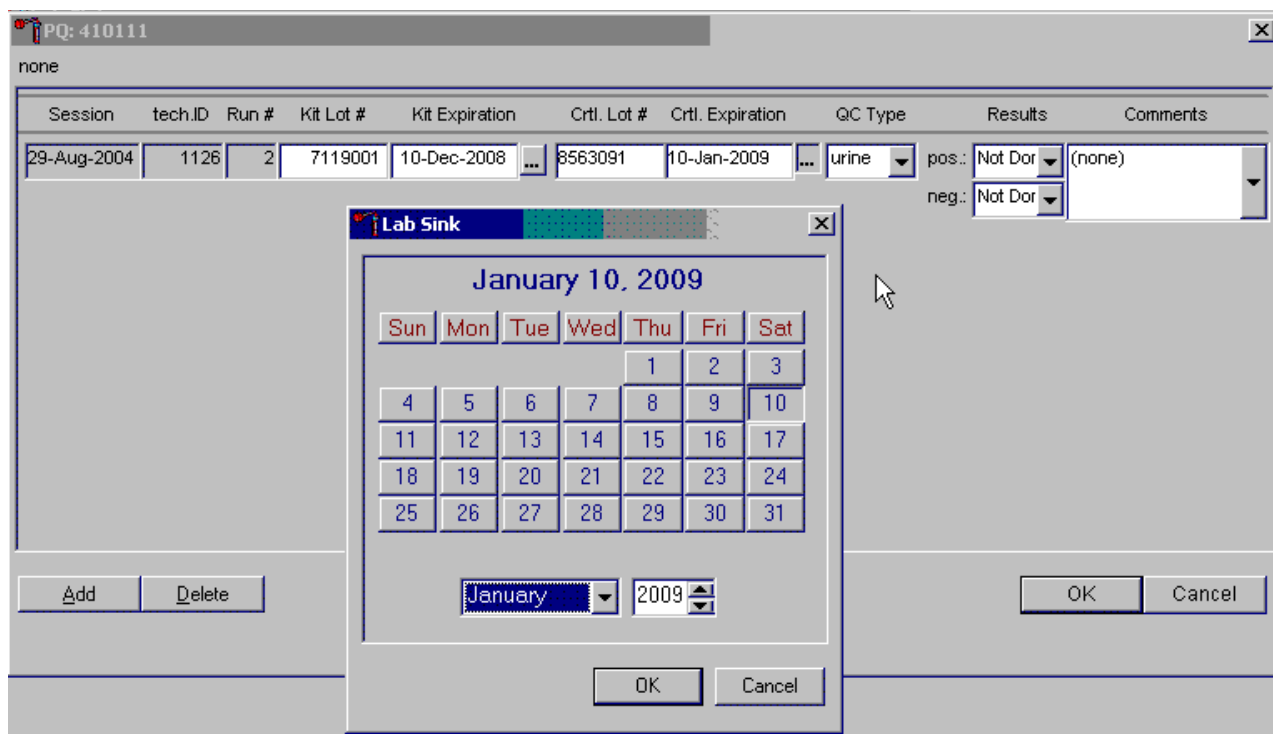 PQ: 410111
none
Session tech.ID Run # Kit Lot # Kit Expiration Crtl. Lot # Crtl. Expiration QC Type Results Comments
29-Aug-2004 1126 2 7119001 10-Dec-2008 ... 8563091 10-Jan-2009 ... urine pos.: Not Dor (none)
neg.: Not Dor
Lab Sink
January 10, 2009
Sun Mon Tue Wed Thu Fri Sat
1 2 3
4 5 6 7 8 9 10
11 12 13 14 15 16 17
18 19 20 21 22 23 24
25 26 27 28 29 30 31
January 2009
OK Cancel
Add Delete OK Cancel